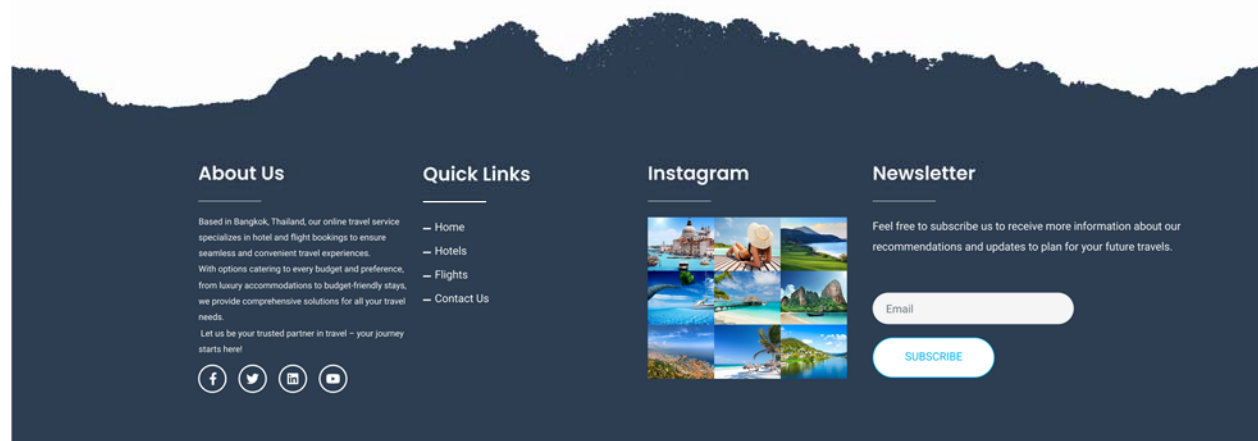 About Us
Based in Bangkok, Thailand, our online travel service
specializes in hotel and flight bookings to ensure
seamless and convenient travel experiences.
With options catering to every budget and preference,
from luxury accommodations to budget-friendly stays,
we provide comprehensive solutions for all your travel
needs.
Let us be your trusted partner in travel – your journey
starts here!
Quick Links
Home
Hotels
Flights
Contact Us
Instagram
Newsletter
Feel free to subscribe us to receive more information about our
recommendations and updates to plan for your future travels.
Email
SUBSCRIBE